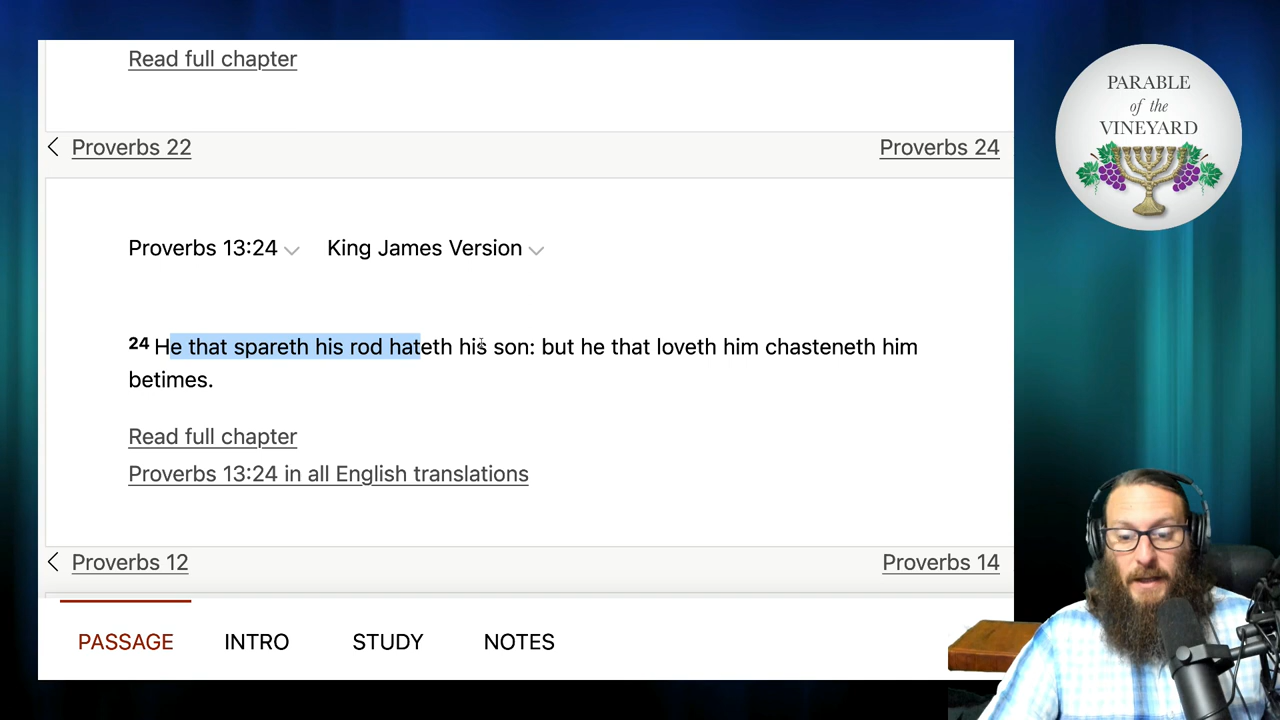 Read full chapter
Proverbs 22
Proverbs 24
Proverbs 13:24
King James Version
24 He that spareth his rod hateth his son: but he that loveth him chasteneth him
betimes.
Read full chapter
Proverbs 13:24 in all English translations
Proverbs 12
Proverbs 14
PASSAGE
INTRO
STUDY
NOTES
PARABLE
of the
VINEYARD